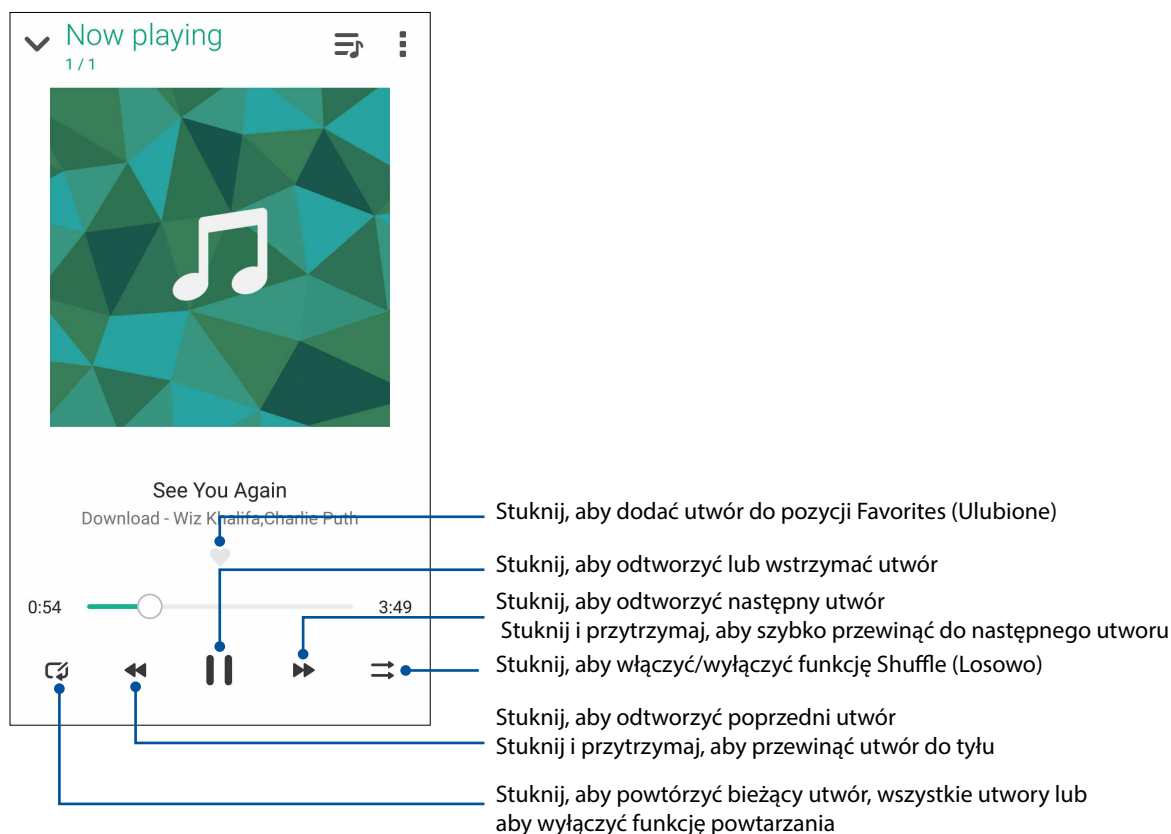 Now playing
1 / 1
See You Again
Download - Wiz Khalifa,Charlie Puth
0:54
3:49
Stuknij, aby dodać utwór do pozycji Favorites (Ulubione)
Stuknij, aby odtworzyć lub wstrzymać utwór
Stuknij, aby odtworzyć następny utwór
Stuknij i przytrzymaj, aby szybko przewinąć do następnego utworu
Stuknij, aby włączyć/wyłączyć funkcję Shuffle (Losowo)
Stuknij, aby odtworzyć poprzedni utwór
Stuknij i przytrzymaj, aby przewinąć utwór do tyłu
Stuknij, aby powtórzyć bieżący utwór, wszystkie utwory lub
aby wyłączyć funkcję powtarzania